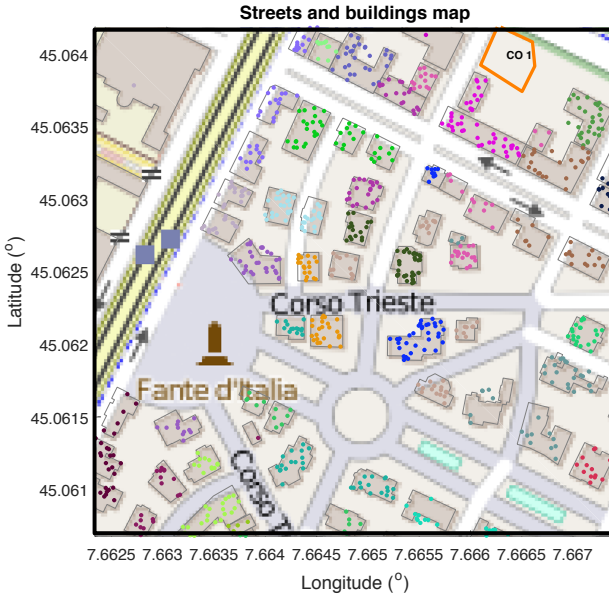 Streets and buildings map
CO 1
45.064
45.0635
45.063
45.0625
45.062
45.0615
45.061
Latitude (°)
Corso Trieste
Fante d'Italia
Corso T
7.6625 7.663 7.6635 7.664 7.6645 7.665 7.6655 7.666 7.6665 7.667
Longitude (°)